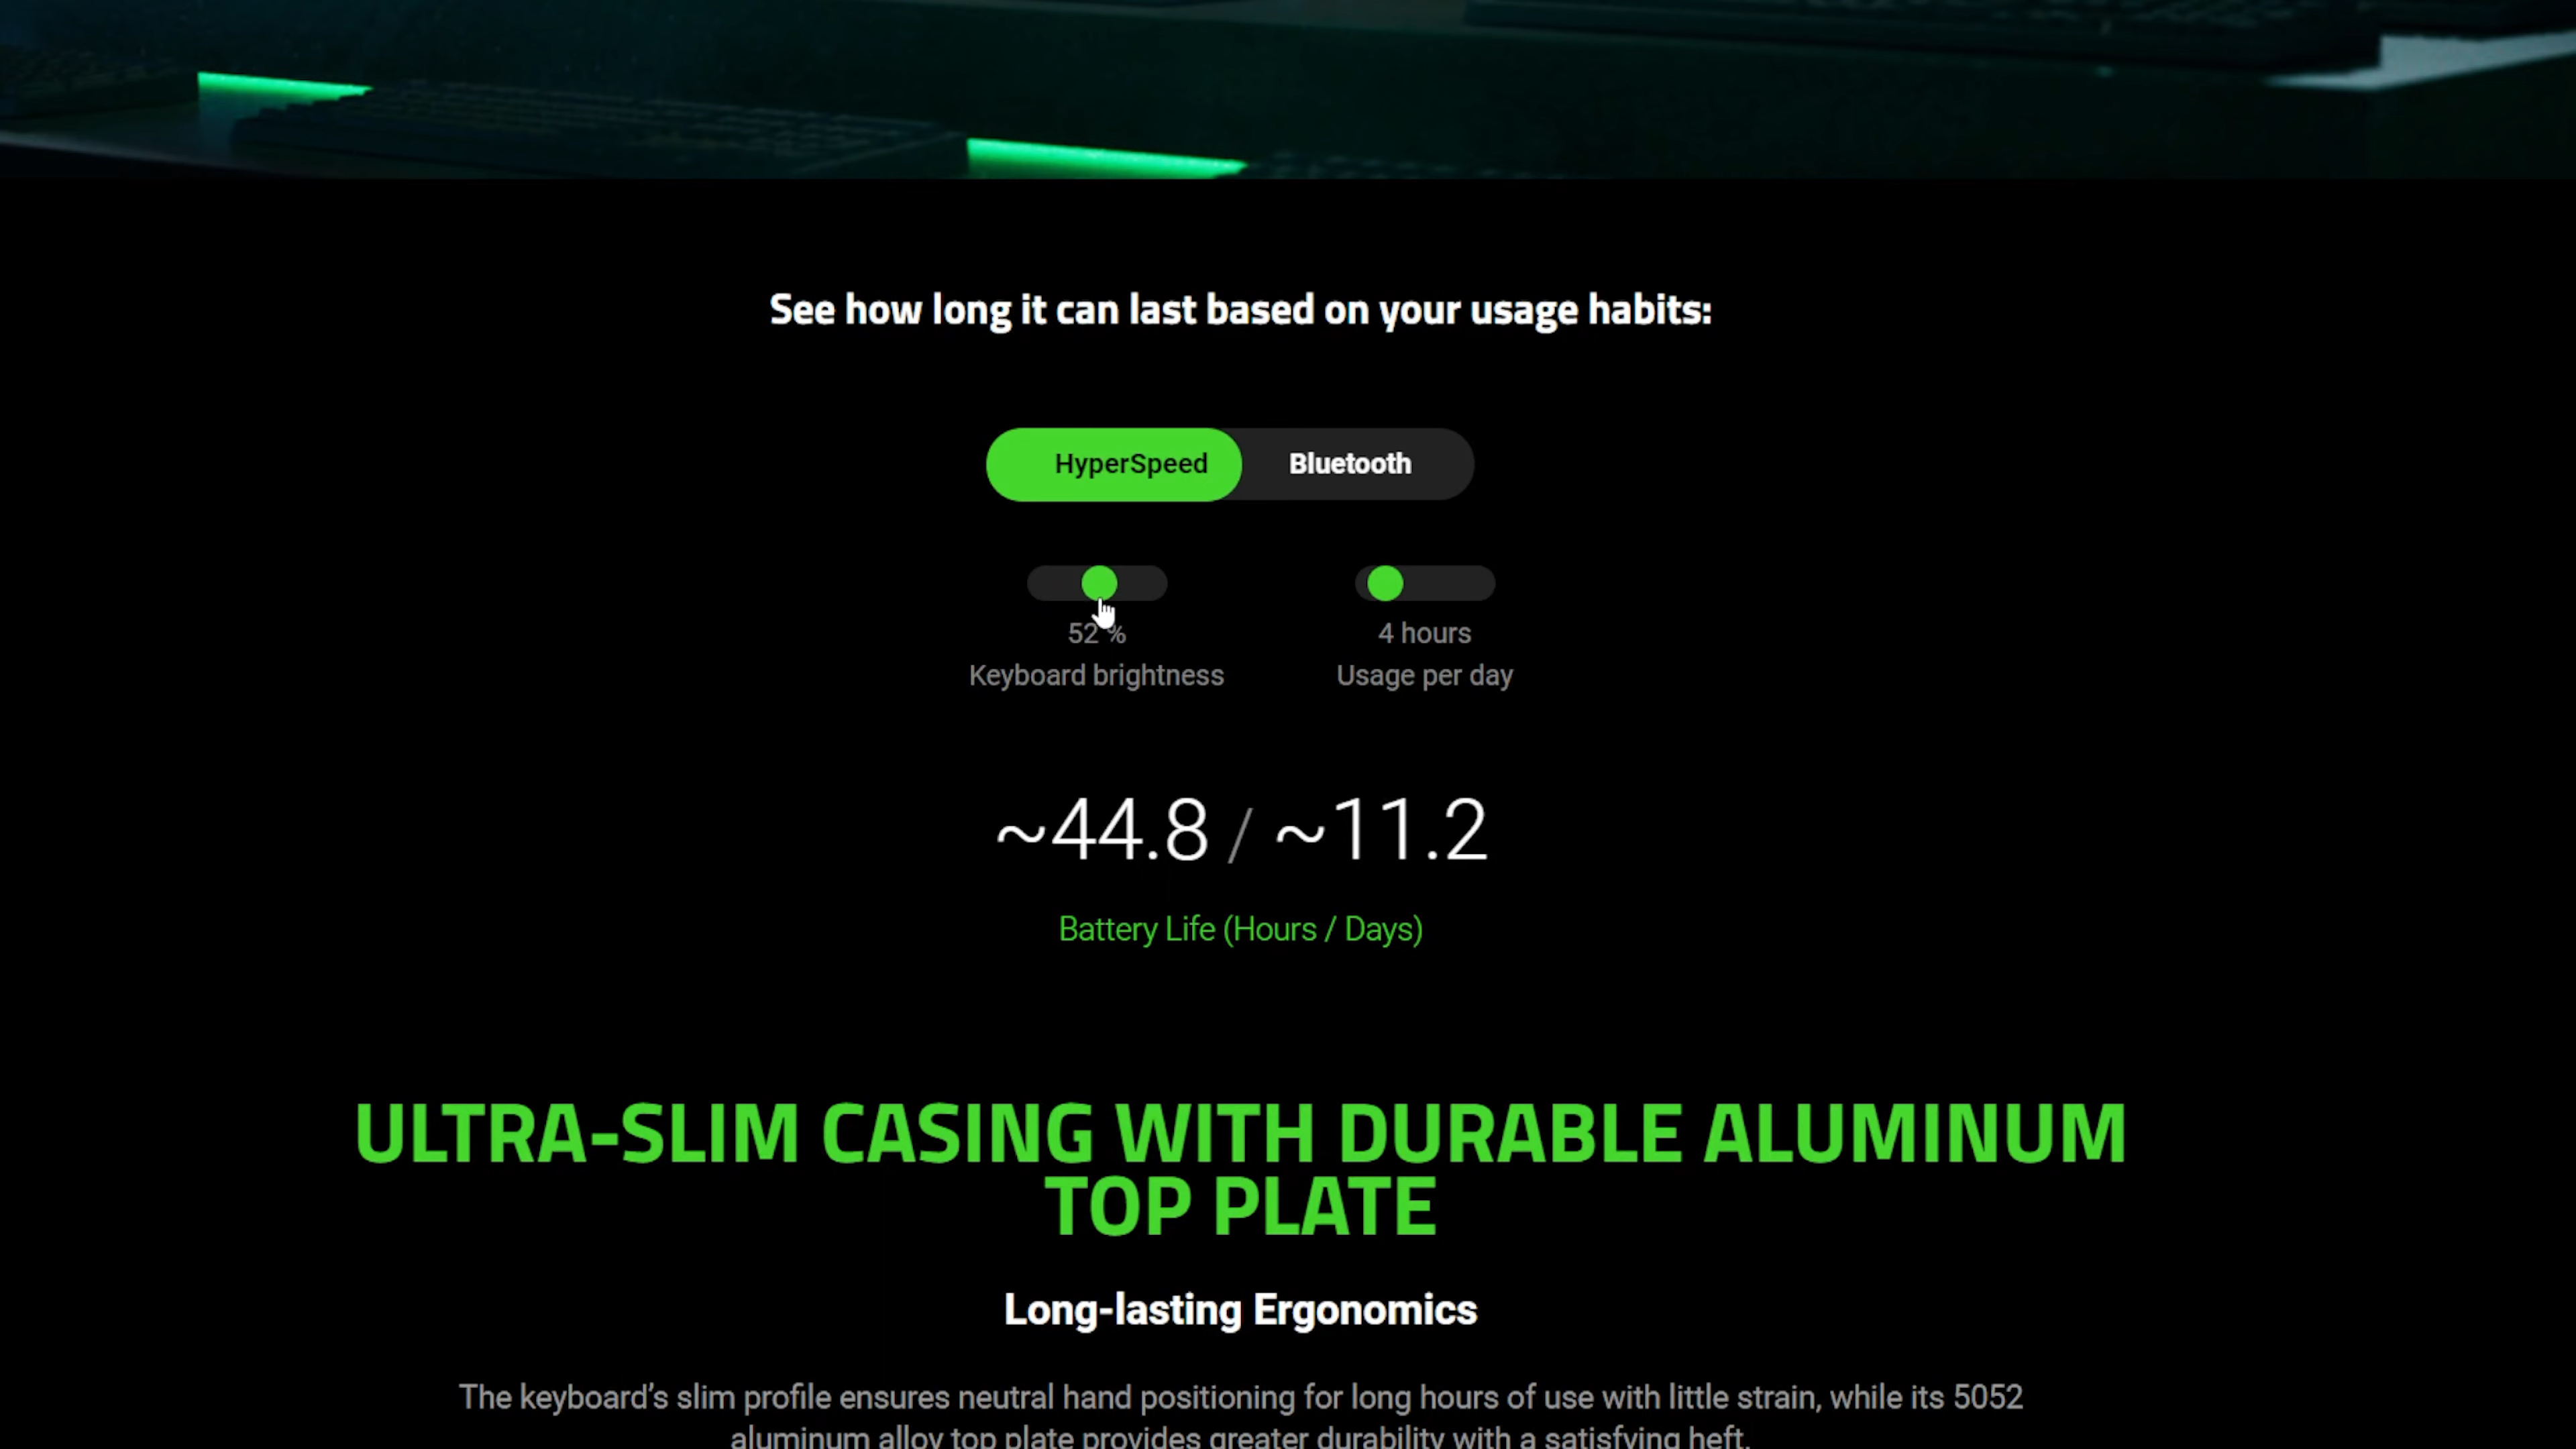 See how long it can last based on your usage habits:
HyperSpeed Bluetooth
52 % 4 hours
Keyboard brightness Usage per day
~44.8 / ~11.2
Battery Life (Hours / Days)
ULTRA-SLIM CASING WITH DURABLE ALUMINUM
TOP PLATE
Long-lasting Ergonomics
The keyboard’s slim profile ensures neutral hand positioning for long hours of use with little strain, while its 5052
aluminum alloy top plate provides greater durability with a satisfying heft.